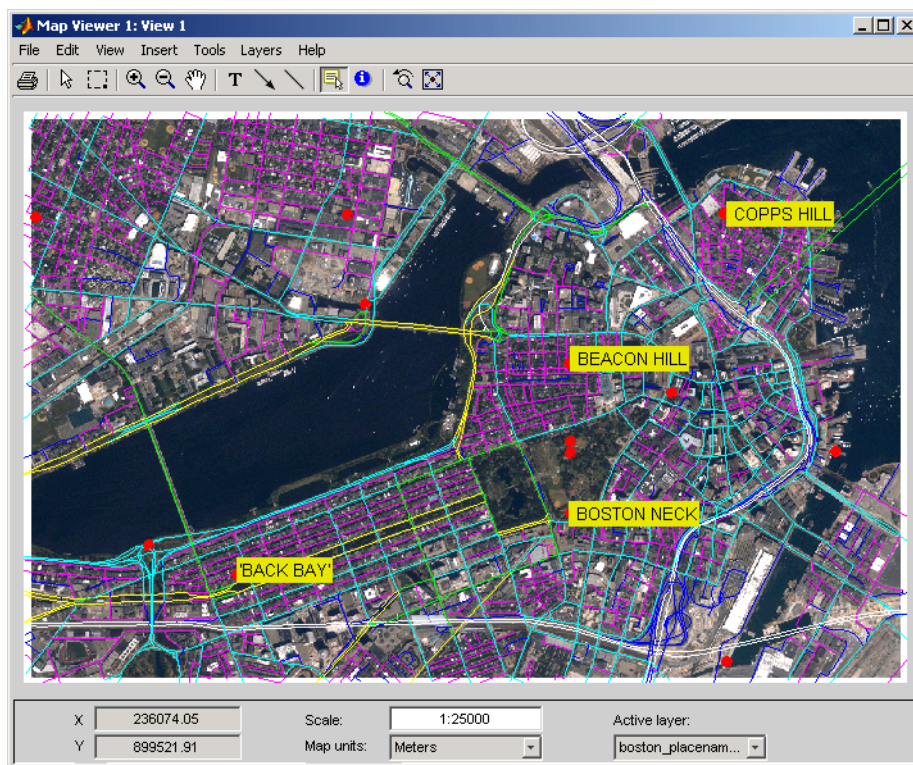 Map Viewer 1: View 1
File Edit View Insert Tools Layers Help
T
COPPS HILL
BEACON HILL
BOSTON NECK
'BACK BAY'
X 236074.05 Scale: 1:25000 Active layer:
Y 899521.91 Map units: Meters boston_placenam...